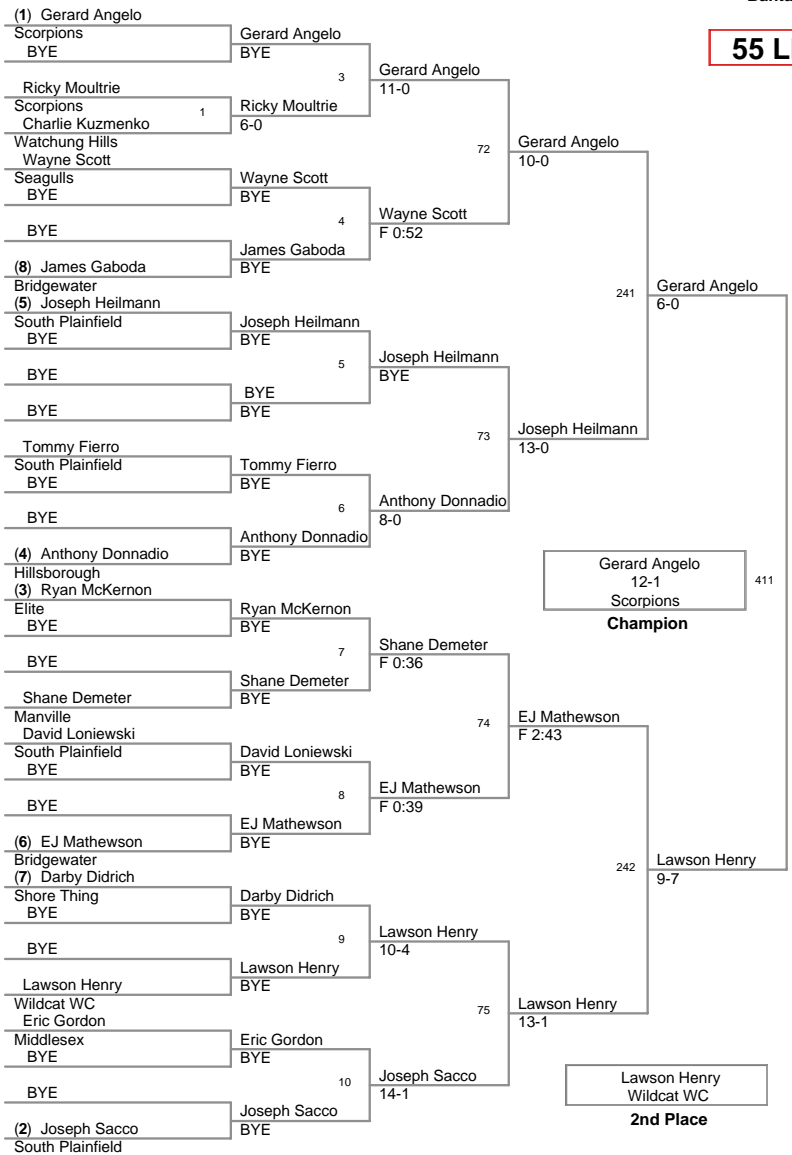 (1) Gerard Angelo
Scorpions
BYE
Ricky Moultrie
Scorpions
Charlie Kuzmenko
Watchung Hills
Wayne Scott
Seagulls
BYE
BYE
(8) James Gaboda
Bridgewater
(5) Joseph Heilmann
South Plainfield
BYE
BYE
BYE
Tommy Fierro
South Plainfield
BYE
BYE
(4) Anthony Donnadio
Hillsborough
(3) Ryan McKernon
Elite
BYE
BYE
Shane Demeter
Manville
David Loniewski
South Plainfield
BYE
BYE
(6) EJ Mathewson
Bridgewater
(7) Darby Didrich
Shore Thing
BYE
BYE
Lawson Henry
Wildcat WC
Eric Gordon
Middlesex
BYE
BYE
(2) Joseph Sacco
South Plainfield
1
Gerard Angelo
BYE
Ricky Moultrie
6-0
Wayne Scott
BYE
James Gaboda
BYE
Joseph Heilmann
BYE
BYE
BYE
Tommy Fierro
BYE
Anthony Donnadio
BYE
Ryan McKernon
BYE
Shane Demeter
BYE
David Loniewski
BYE
EJ Mathewson
BYE
Darby Didrich
BYE
Lawson Henry
BYE
Eric Gordon
BYE
Joseph Sacco
BYE
3
4
5
6
7
8
9
10
Gerard Angelo
11-0
Wayne Scott
F 0:52
Joseph Heilmann
BYE
Anthony Donnadio
8-0
Shane Demeter
F 0:36
EJ Mathewson
F 0:39
Lawson Henry
10-4
Joseph Sacco
14-1
72
73
74
75
Gerard Angelo
10-0
Joseph Heilmann
13-0
EJ Mathewson
F 2:43
Lawson Henry
13-1
241
242
Gerard Angelo
6-0
Lawson Henry
9-7
411
Gerard Angelo
12-1
Scorpions
Champion
Lawson Henry
Wildcat WC
2nd Place
55